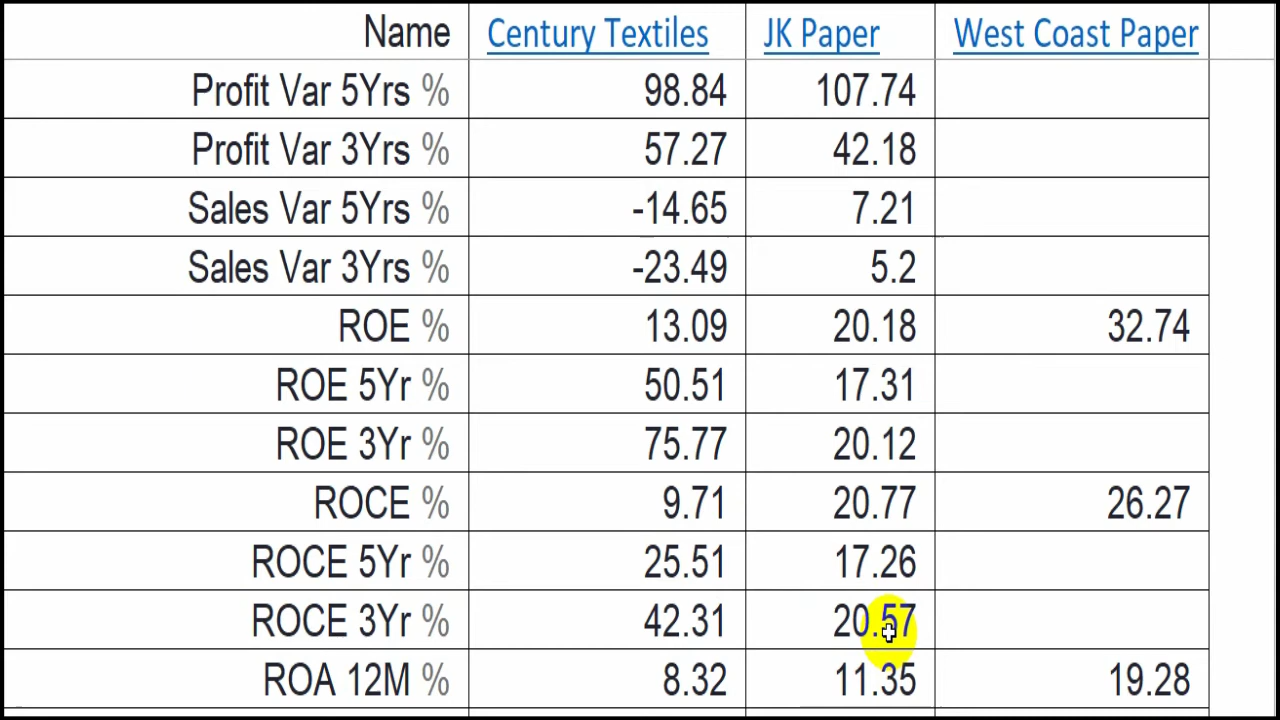 Name Century Textiles JK Paper West Coast Paper
Profit Var 5Yrs % 98.84 107.74
Profit Var 3Yrs % 57.27 42.18
Sales Var 5Yrs % -14.65 7.21
Sales Var 3Yrs % -23.49 5.2
ROE % 13.09 20.18 32.74
ROE 5Yr % 50.51 17.31
ROE 3Yr % 75.77 20.12
ROCE % 9.71 20.77 26.27
ROCE 5Yr % 25.51 17.26
ROCE 3Yr % 42.31 20.57
ROA 12M % 8.32 11.35 19.28